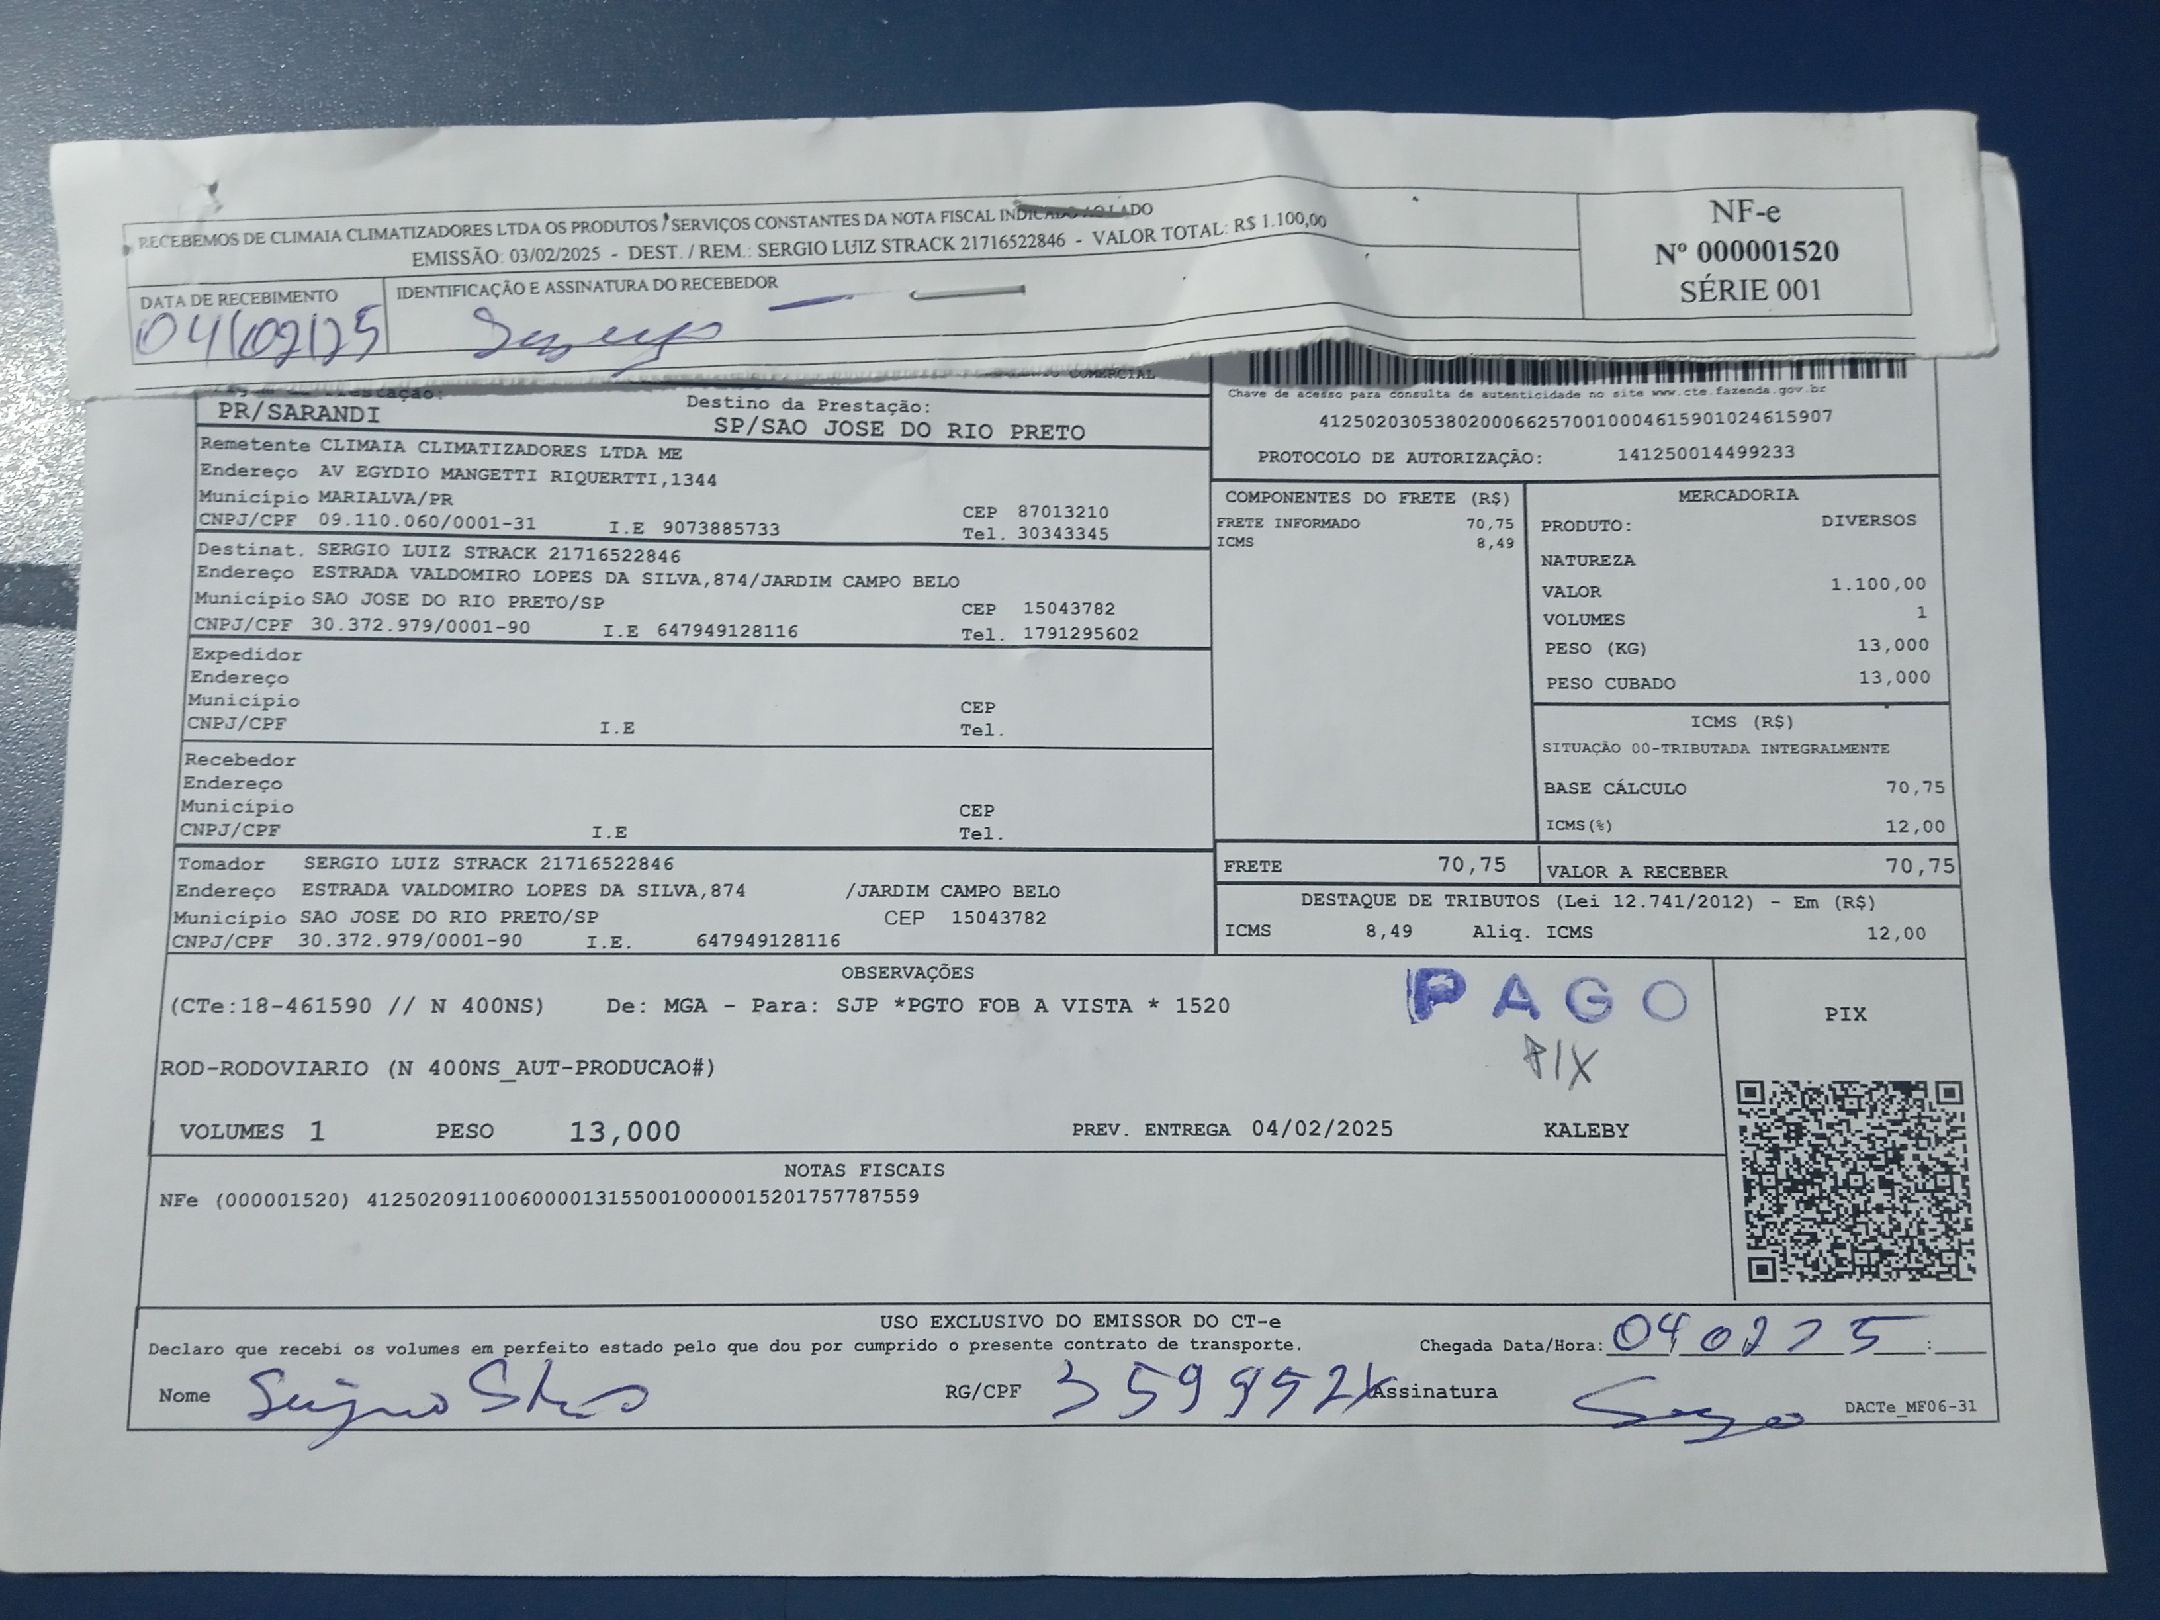 RECEBEMOS DE CLIMAIA CLIMATIZADORES LTDA OS PRODUTOS / SERVIÇOS CONSTANTES DA NOTA FISCAL INDICADO AO LADO
EMISSÃO: 03/02/2025 - DEST. / REM.: SERGIO LUIZ STRACK 21716522846 - VALOR TOTAL: R$ 1.100,00
NF-e
Nº 000001520
SÉRIE 001
DATA DE RECEBIMENTO
IDENTIFICAÇÃO E ASSINATURA DO RECEBEDOR
04/02/25
COMERCIAL
PR/SARANDI
Destino da Prestação:
SP/SAO JOSE DO RIO PRETO
Chave de acesso para consulta de autenticidade no site www.cte.fazenda.gov.br
41250203053802000662570010004615901024615907
PROTOCOLO DE AUTORIZAÇÃO: 141250014499233
Remetente CLIMAIA CLIMATIZADORES LTDA ME
Endereço AV EGYDIO MANGETTI RIQUERTTI,1344
Município MARIALVA/PR CEP 87013210
CNPJ/CPF 09.110.060/0001-31 I.E 9073885733 Tel. 30343345
Destinat. SERGIO LUIZ STRACK 21716522846
Endereço ESTRADA VALDOMIRO LOPES DA SILVA,874/JARDIM CAMPO BELO
Município SAO JOSE DO RIO PRETO/SP CEP 15043782
CNPJ/CPF 30.372.979/0001-90 I.E 647949128116 Tel. 1791295602
Expedidor
Endereço
Município CEP
CNPJ/CPF I.E Tel.
Recebedor
Endereço
Município CEP
CNPJ/CPF I.E Tel.
Tomador SERGIO LUIZ STRACK 21716522846
Endereço ESTRADA VALDOMIRO LOPES DA SILVA,874 /JARDIM CAMPO BELO
Município SAO JOSE DO RIO PRETO/SP CEP 15043782
CNPJ/CPF 30.372.979/0001-90 I.E. 647949128116
COMPONENTES DO FRETE (R$)
FRETE INFORMADO 70,75
ICMS 8,49
MERCADORIA
PRODUTO: DIVERSOS
NATUREZA
VALOR 1.100,00
VOLUMES 1
PESO (KG) 13,000
PESO CUBADO 13,000
ICMS (R$)
SITUAÇÃO 00-TRIBUTADA INTEGRALMENTE
BASE CÁLCULO 70,75
ICMS(%) 12,00
FRETE 70,75 VALOR A RECEBER 70,75
DESTAQUE DE TRIBUTOS (Lei 12.741/2012) - Em (R$)
ICMS 8,49 Aliq. ICMS 12,00
OBSERVAÇÕES
(CTe:18-461590 // N 400NS) De: MGA - Para: SJP *PGTO FOB A VISTA * 1520
PAGO
PIX
PIX
ROD-RODOVIARIO (N 400NS_AUT-PRODUCAO#)
VOLUMES 1 PESO 13,000 PREV. ENTREGA 04/02/2025 KALEBY
NOTAS FISCAIS
NFe (000001520) 41250209110060000131550010000015201757787559
USO EXCLUSIVO DO EMISSOR DO CT-e
Declaro que recebi os volumes em perfeito estado pelo que dou por cumprido o presente contrato de transporte. Chegada Data/Hora: 04 02 25 :
Nome RG/CPF Assinatura
DACTe_MF06-31